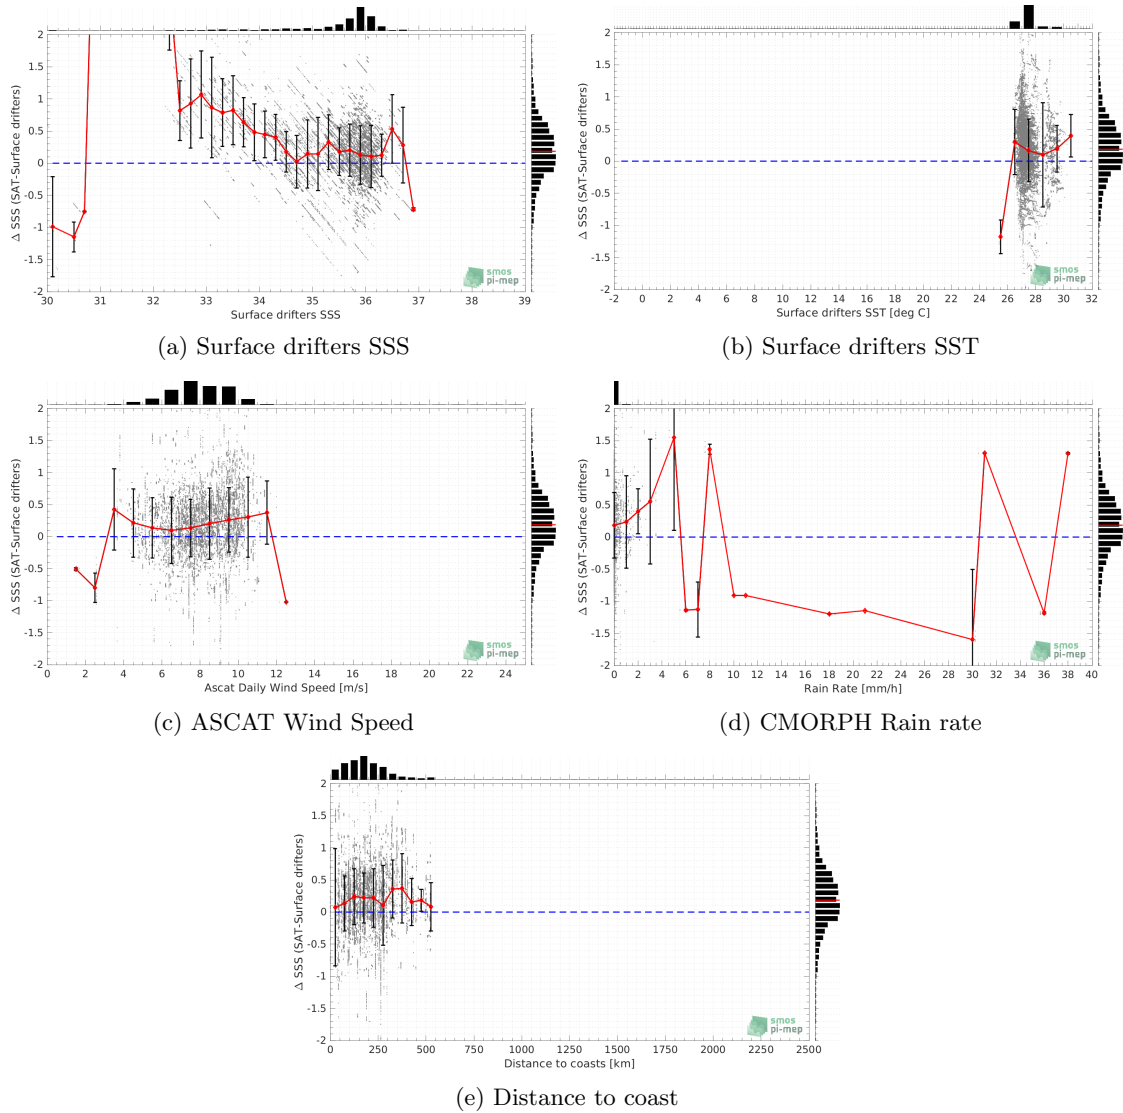 2
1.5
1
0.5
0
-0.5
-1
-1.5
-2
Δ SSS (SAT-Surface drifters)
30 31 32 33 34 35 36 37 38 39
Surface drifters SSS
smos
pi-mep
(a) Surface drifters SSS
2
1.5
1
0.5
0
-0.5
-1
-1.5
-2
Δ SSS (SAT-Surface drifters)
-2 0 2 4 6 8 10 12 14 16 18 20 22 24 26 28 30 32
Surface drifters SST [deg C]
smos
pi-mep
(b) Surface drifters SST
2
1.5
1
0.5
0
-0.5
-1
-1.5
-2
Δ SSS (SAT-Surface drifters)
0 2 4 6 8 10 12 14 16 18 20 22 24
Ascat Daily Wind Speed [m/s]
smos
pi-mep
(c) ASCAT Wind Speed
2
1.5
1
0.5
0
-0.5
-1
-1.5
-2
Δ SSS (SAT-Surface drifters)
0 2 4 6 8 10 12 14 16 18 20 22 24 26 28 30 32 34 36 38 40
Rain Rate [mm/h]
smos
pi-mep
(d) CMORPH Rain rate
2
1.5
1
0.5
0
-0.5
-1
-1.5
-2
Δ SSS (SAT-Surface drifters)
0 250 500 750 1000 1250 1500 1750 2000 2250 2500
Distance to coasts [km]
smos
pi-mep
(e) Distance to coast